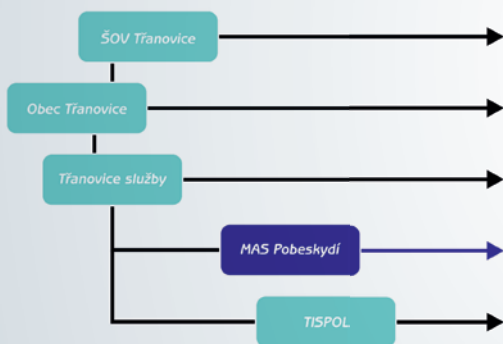 ŠOV Třanovice
Obec Třanovice
Třanovice služby
MAS Pobeskydí
TISPOL